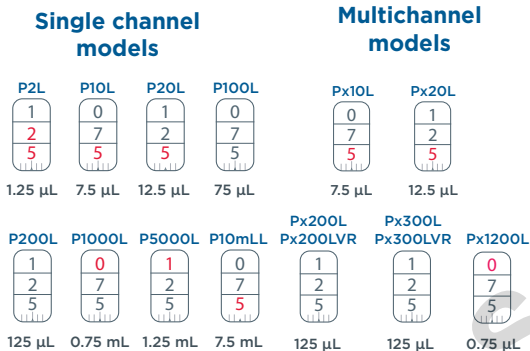 Single channel
models
Multichannel
models
P2L P10L P20L P100L
1 0 1 0
2 7 2 7
5 5 5 5
1.25 µL 7.5 µL 12.5 µL 75 µL
Px10L Px20L
0 1
7 2
5 5
7.5 µL 12.5 µL
P200L P1000L P5000L P10mLL
1 0 1 0
2 7 2 7
5 5 5 5
125 µL 0.75 mL 1.25 mL 7.5 mL
Px200L Px300L
Px200LVR Px300LVR Px1200L
1 1 0
2 2 7
5 5 5
125 µL 125 µL 0.75 µL